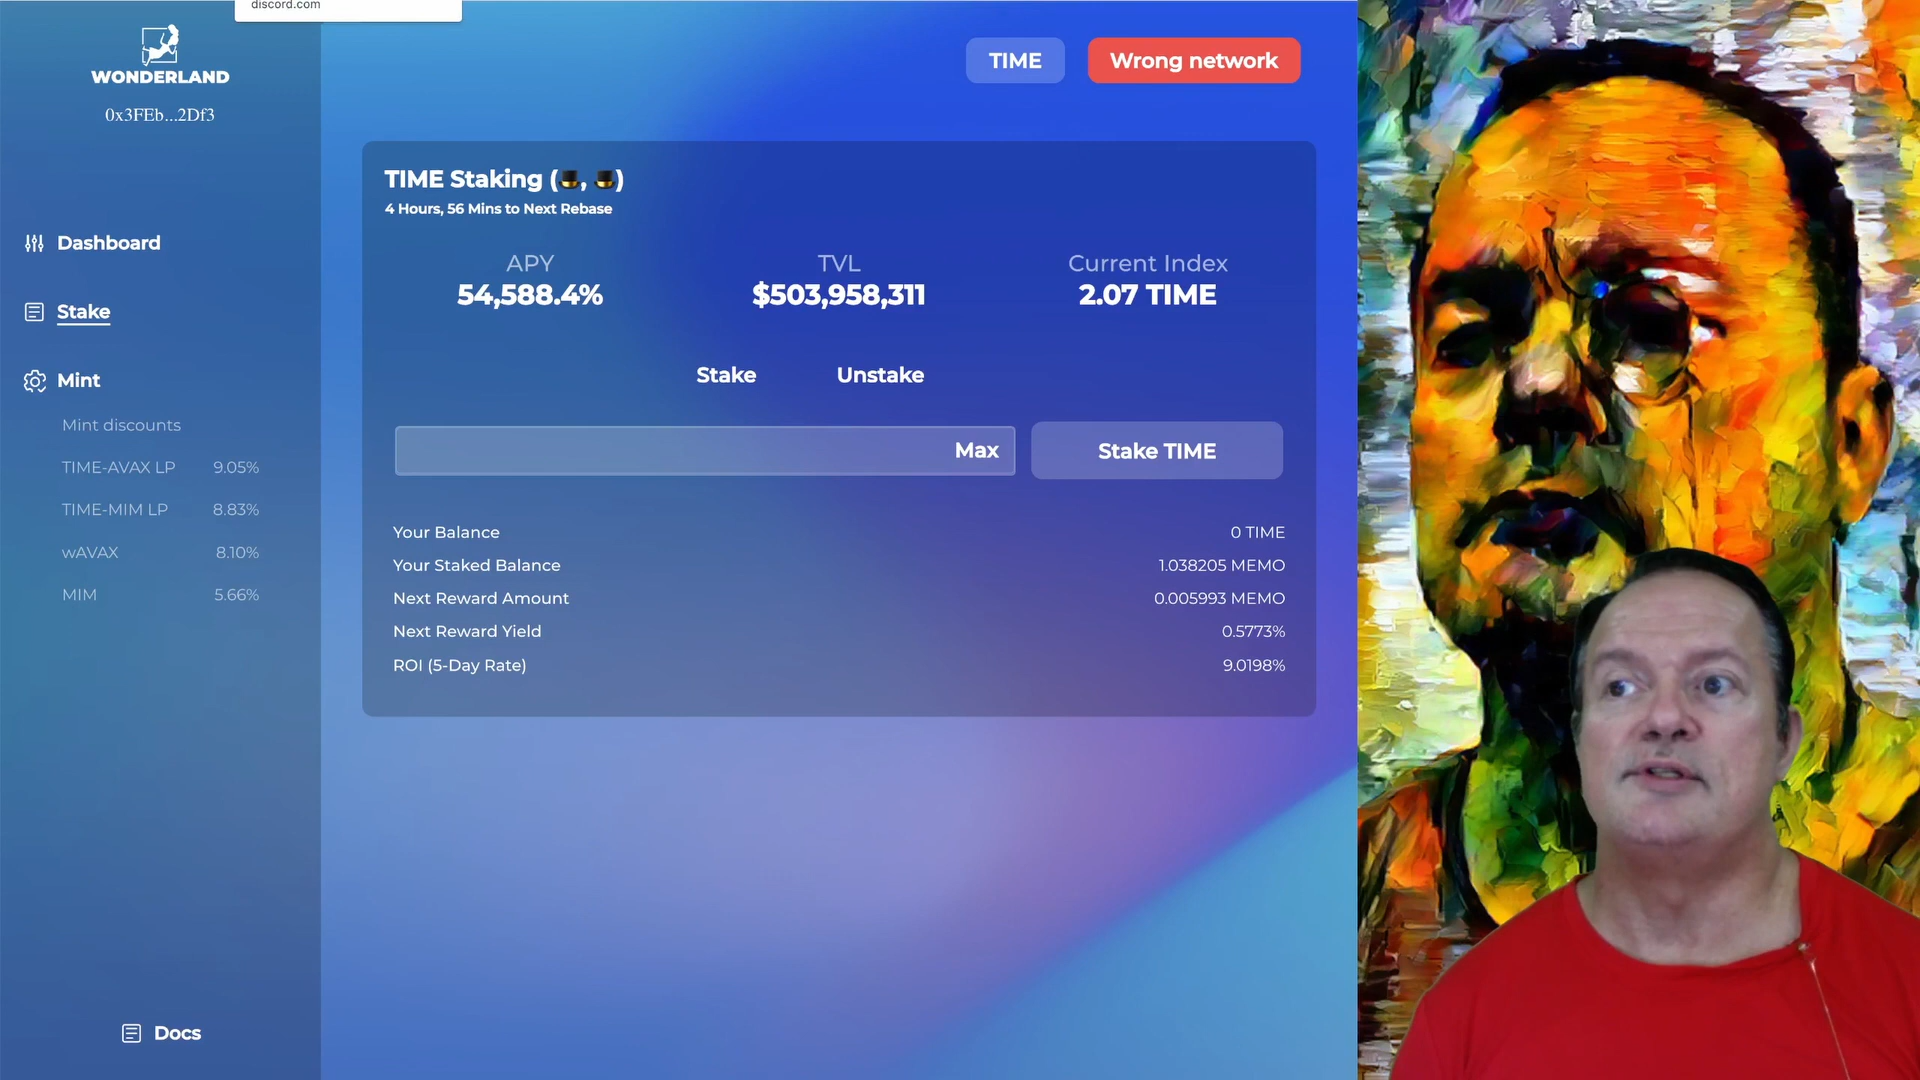 discord.com
WONDERLAND
0x3FEb...2Df3
Dashboard
Stake
Mint
Mint discounts
TIME-AVAX LP 9.05%
TIME-MIM LP 8.83%
wAVAX 8.10%
MIM 5.66%
Docs
TIME Wrong network
TIME Staking (🎩, 🎩)
4 Hours, 56 Mins to Next Rebase
APY TVL Current Index
54,588.4% $503,958,311 2.07 TIME
Stake Unstake
Max Stake TIME
Your Balance 0 TIME
Your Staked Balance 1.038205 MEMO
Next Reward Amount 0.005993 MEMO
Next Reward Yield 0.5773%
ROI (5-Day Rate) 9.0198%